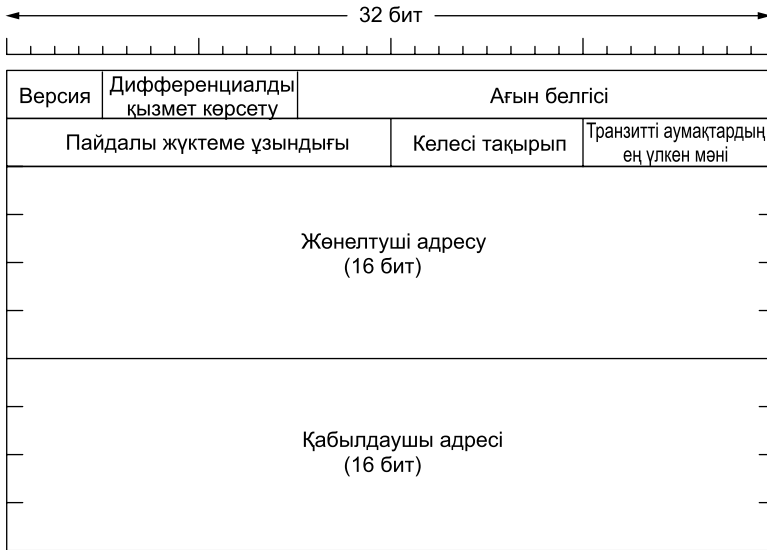 32 бит
Версия
Дифференциалды
қызмет көрсету
Ағын белгісі
Пайдалы жүктеме ұзындығы
Келесі тақырып
Транзитті аумақтардың
ең үлкен мәні
Жөнелтуші адресу
(16 бит)
Қабылдаушы адресі
(16 бит)